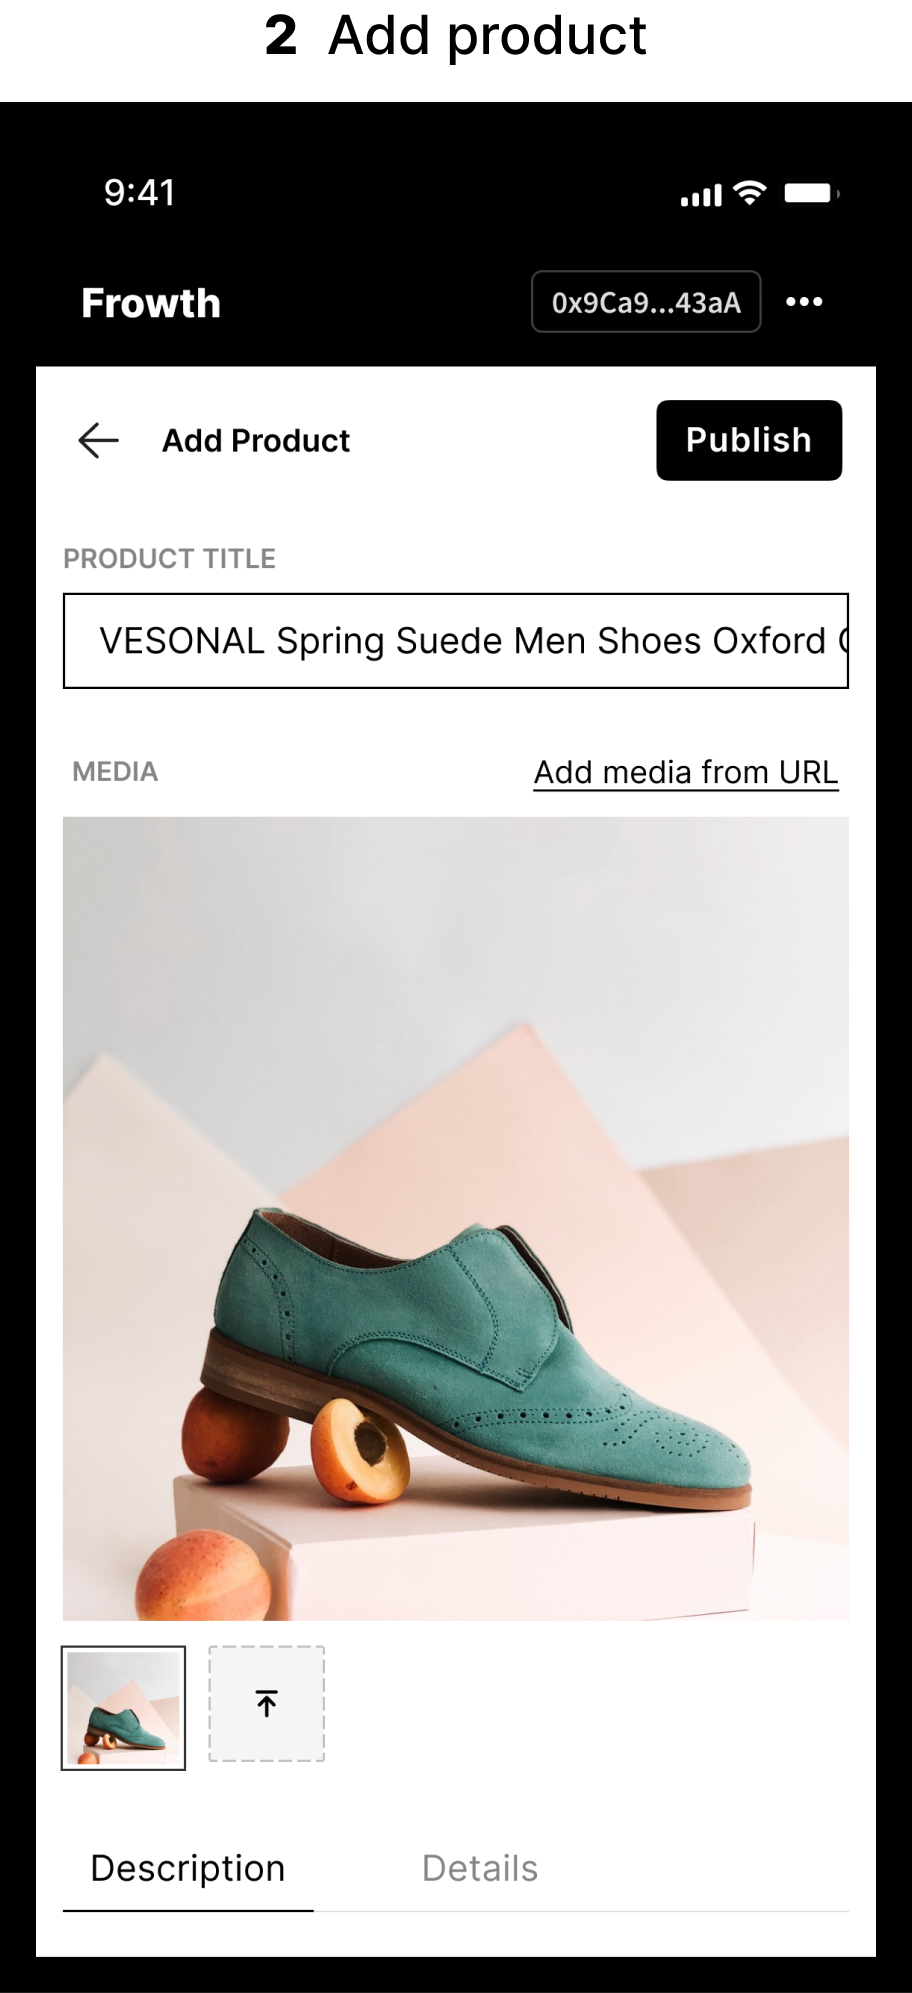 2 Add product
9:41
Frowth
0x9Ca9...43aA
Add Product
Publish
PRODUCT TITLE
VESONAL Spring Suede Men Shoes Oxford
MEDIA
Add media from URL
Description
Details